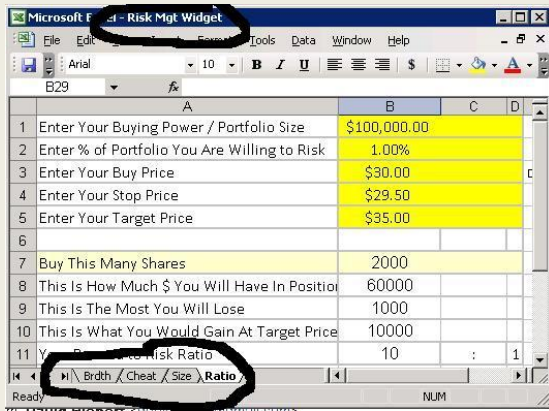 Microsoft Excel - Risk Mgt Widget
File Edit Tools Data Window Help
Arial 10 B I U $ A
B29 fx
A B C D
1 Enter Your Buying Power / Portfolio Size $100,000.00
2 Enter % of Portfolio You Are Willing to Risk 1.00%
3 Enter Your Buy Price $30.00
4 Enter Your Stop Price $29.50
5 Enter Your Target Price $35.00
6
7 Buy This Many Shares 2000
8 This Is How Much $ You Will Have In Position 60000
9 This Is The Most You Will Lose 1000
10 This Is What You Would Gain At Target Price 10000
11 Risk Ratio 10 : 1
Brdth Cheat Size Ratio
Ready NUM